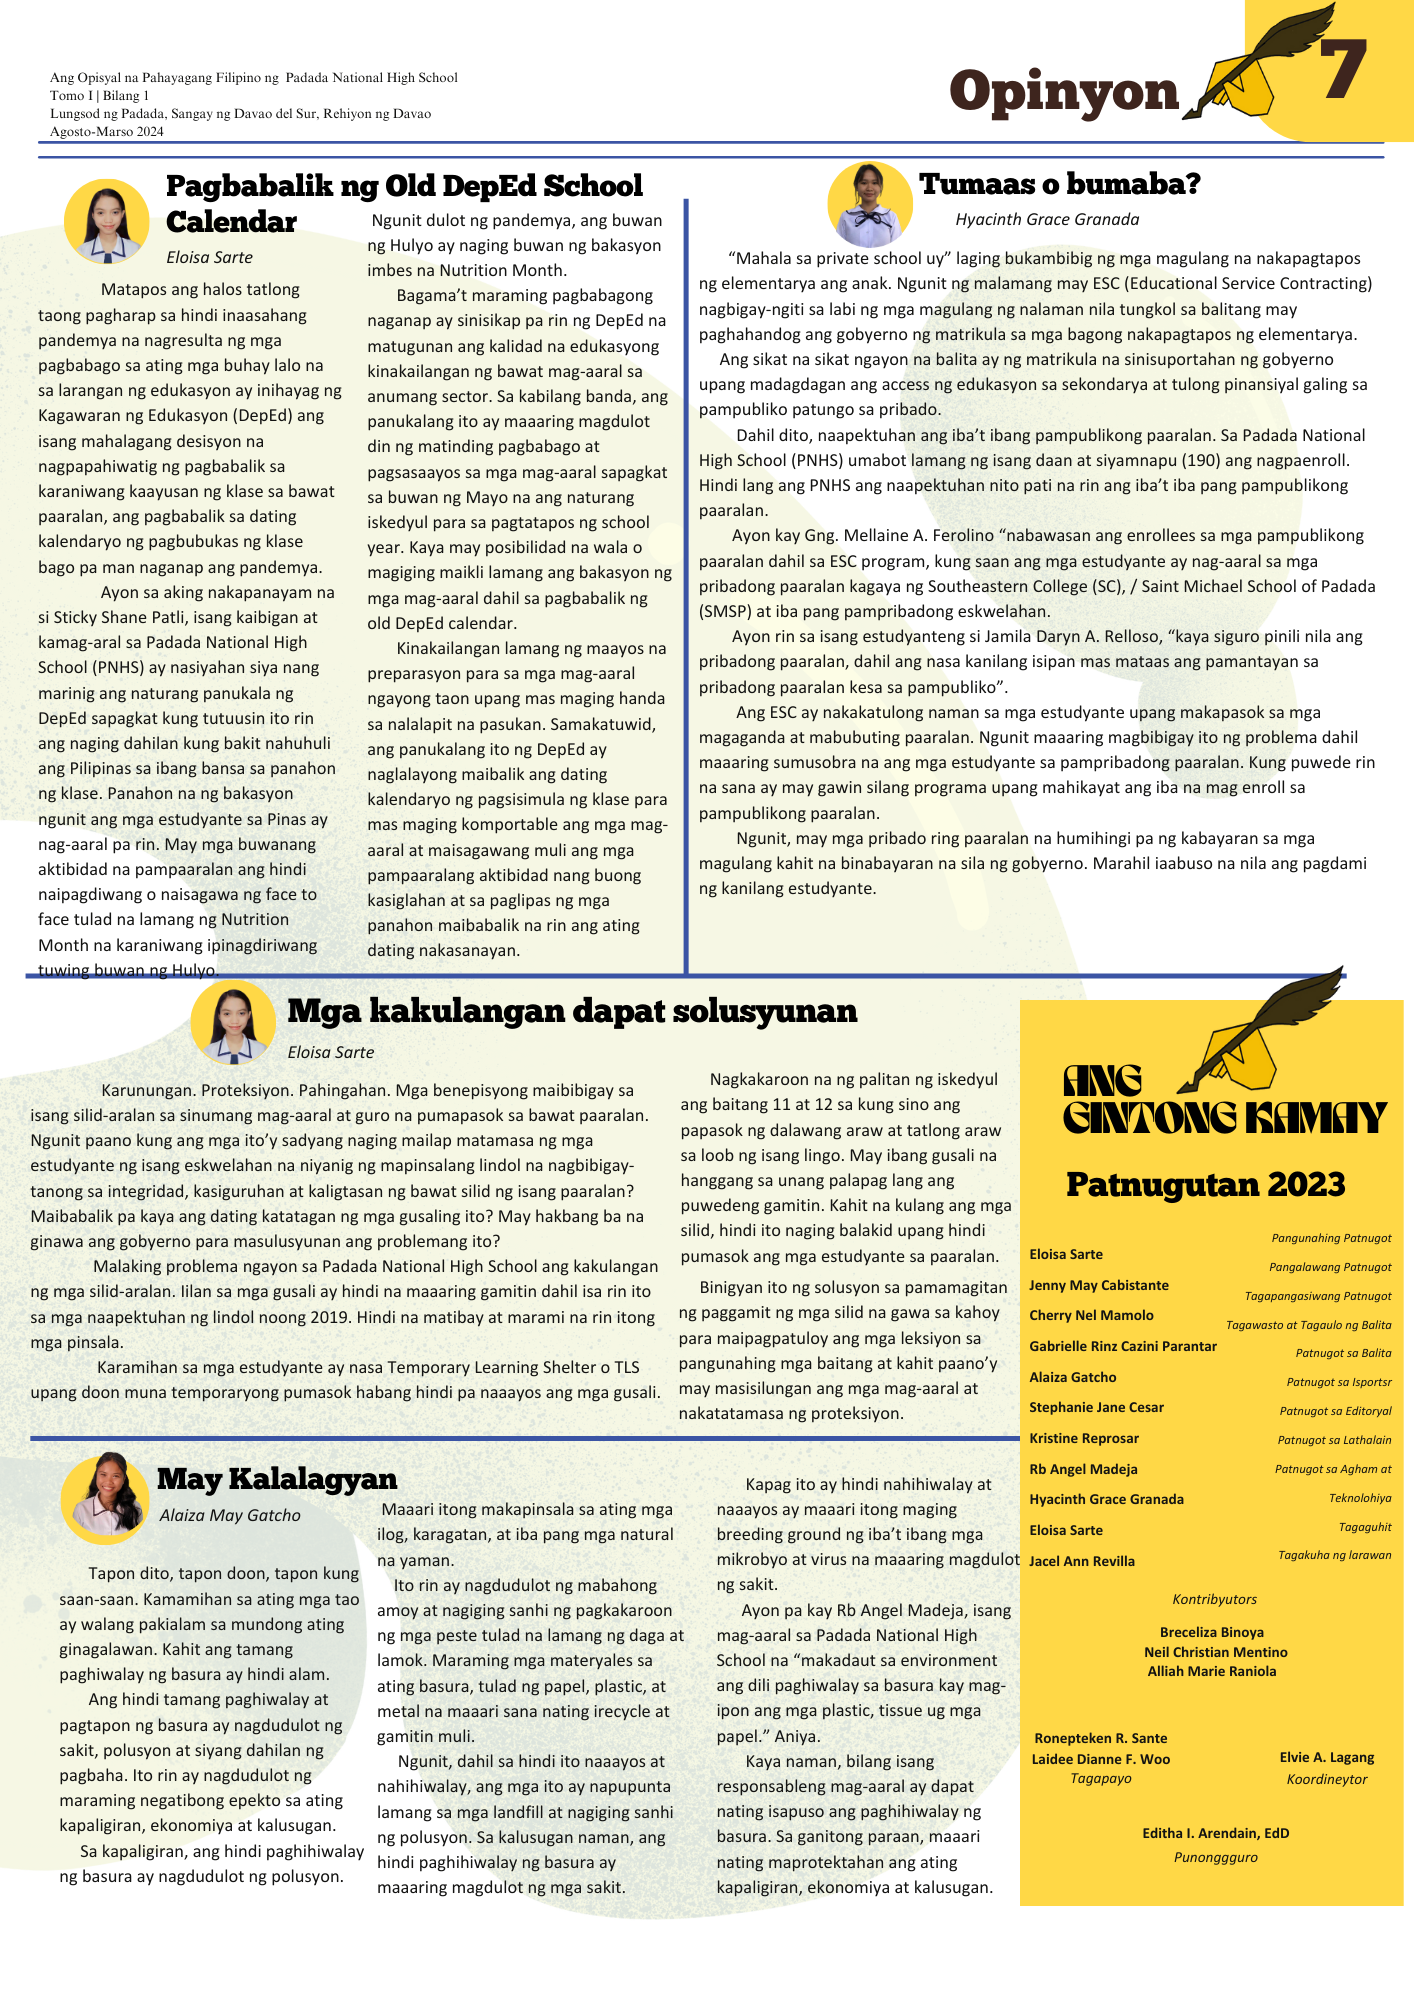 Ang Opisyal na Pahayagang Filipino ng  Padada National High School
Tomo I | Bilang 1
Lungsod ng Padada, Sangay ng Davao del Sur, Rehiyon ng Davao
Agosto-Marso 2024
Opinyon
7
Pagbabalik ng Old DepEd School
Calendar
Eloisa Sarte
Matapos ang halos tatlong
taong pagharap sa hindi inaasahang
pandemya na nagresulta ng mga
pagbabago sa ating mga buhay lalo na
sa larangan ng edukasyon ay inihayag ng
Kagawaran ng Edukasyon (DepEd) ang
isang mahalagang desisyon na
nagpapahiwatig ng pagbabalik sa
karaniwang kaayusan ng klase sa bawat
paaralan, ang pagbabalik sa dating
kalendaryo ng pagbubukas ng klase
bago pa man naganap ang pandemya.
Ayon sa aking nakapanayam na
si Sticky Shane Patli, isang kaibigan at
kamag-aral sa Padada National High
School (PNHS) ay nasiyahan siya nang
marinig ang naturang panukala ng
DepEd sapagkat kung tutuusin ito rin
ang naging dahilan kung bakit nahuhuli
ang Pilipinas sa ibang bansa sa panahon
ng klase. Panahon na ng bakasyon
ngunit ang mga estudyante sa Pinas ay
nag-aaral pa rin. May mga buwanang
aktibidad na pampaaralan ang hindi
naipagdiwang o naisagawa ng face to
face tulad na lamang ng Nutrition
Month na karaniwang ipinagdiriwang
tuwing buwan ng Hulyo.
Ngunit dulot ng pandemya, ang buwan
ng Hulyo ay naging buwan ng bakasyon
imbes na Nutrition Month.
Bagama’t maraming pagbabagong
naganap ay sinisikap pa rin ng DepEd na
matugunan ang kalidad na edukasyong
kinakailangan ng bawat mag-aaral sa
anumang sector. Sa kabilang banda, ang
panukalang ito ay maaaring magdulot
din ng matinding pagbabago at
pagsasaayos sa mga mag-aaral sapagkat
sa buwan ng Mayo na ang naturang
iskedyul para sa pagtatapos ng school
year. Kaya may posibilidad na wala o
magiging maikli lamang ang bakasyon ng
mga mag-aaral dahil sa pagbabalik ng
old DepEd calendar.
Kinakailangan lamang ng maayos na
preparasyon para sa mga mag-aaral
ngayong taon upang mas maging handa
sa nalalapit na pasukan. Samakatuwid,
ang panukalang ito ng DepEd ay
naglalayong maibalik ang dating
kalendaryo ng pagsisimula ng klase para
mas maging komportable ang mga mag-
aaral at maisagawang muli ang mga
pampaaralang aktibidad nang buong
kasiglahan at sa paglipas ng mga
panahon maibabalik na rin ang ating
dating nakasanayan.
Tumaas o bumaba?
Hyacinth Grace Granada
“Mahala sa private school uy” laging bukambibig ng mga magulang na nakapagtapos
ng elementarya ang anak. Ngunit ng malamang may ESC (Educational Service Contracting)
nagbigay-ngiti sa labi ng mga magulang ng nalaman nila tungkol sa balitang may
paghahandog ang gobyerno ng matrikula sa mga bagong nakapagtapos ng elementarya.
Ang sikat na sikat ngayon na balita ay ng matrikula na sinisuportahan ng gobyerno
upang madagdagan ang access ng edukasyon sa sekondarya at tulong pinansiyal galing sa
pampubliko patungo sa pribado.
Dahil dito, naapektuhan ang iba’t ibang pampublikong paaralan. Sa Padada National
High School (PNHS) umabot lamang ng isang daan at siyamnapu (190) ang nagpaenroll.
Hindi lang ang PNHS ang naapektuhan nito pati na rin ang iba’t iba pang pampublikong
paaralan.
Ayon kay Gng. Mellaine A. Ferolino “nabawasan ang enrollees sa mga pampublikong
paaralan dahil sa ESC program, kung saan ang mga estudyante ay nag-aaral sa mga
pribadong paaralan kagaya ng Southeastern College (SC), / Saint Michael School of Padada
(SMSP) at iba pang pampribadong eskwelahan.
Ayon rin sa isang estudyanteng si Jamila Daryn A. Relloso, “kaya siguro pinili nila ang
pribadong paaralan, dahil ang nasa kanilang isipan mas mataas ang pamantayan sa
pribadong paaralan kesa sa pampubliko”.
Ang ESC ay nakakatulong naman sa mga estudyante upang makapasok sa mga
magaganda at mabubuting paaralan. Ngunit maaaring magbibigay ito ng problema dahil
maaaring sumusobra na ang mga estudyante sa pampribadong paaralan. Kung puwede rin
na sana ay may gawin silang programa upang mahikayat ang iba na mag enroll sa
pampublikong paaralan.
Ngunit, may mga pribado ring paaralan na humihingi pa ng kabayaran sa mga
magulang kahit na binabayaran na sila ng gobyerno. Marahil iaabuso na nila ang pagdami
ng kanilang estudyante.
Mga kakulangan dapat solusyunan
Eloisa Sarte
Karunungan. Proteksiyon. Pahingahan. Mga benepisyong maibibigay sa
isang silid-aralan sa sinumang mag-aaral at guro na pumapasok sa bawat paaralan.
Ngunit paano kung ang mga ito’y sadyang naging mailap matamasa ng mga
estudyante ng isang eskwelahan na niyanig ng mapinsalang lindol na nagbibigay-
tanong sa integridad, kasiguruhan at kaligtasan ng bawat silid ng isang paaralan?
Maibabalik pa kaya ang dating katatagan ng mga gusaling ito? May hakbang ba na
ginawa ang gobyerno para masulusyunan ang problemang ito?
Malaking problema ngayon sa Padada National High School ang kakulangan
ng mga silid-aralan. Iilan sa mga gusali ay hindi na maaaring gamitin dahil isa rin ito
sa mga naapektuhan ng lindol noong 2019. Hindi na matibay at marami na rin itong
mga pinsala.
Karamihan sa mga estudyante ay nasa Temporary Learning Shelter o TLS
upang doon muna temporaryong pumasok habang hindi pa naaayos ang mga gusali.
Nagkakaroon na ng palitan ng iskedyul
ang baitang 11 at 12 sa kung sino ang
papasok ng dalawang araw at tatlong araw
sa loob ng isang lingo. May ibang gusali na
hanggang sa unang palapag lang ang
puwedeng gamitin. Kahit na kulang ang mga
silid, hindi ito naging balakid upang hindi
pumasok ang mga estudyante sa paaralan.
Binigyan ito ng solusyon sa pamamagitan
ng paggamit ng mga silid na gawa sa kahoy
para maipagpatuloy ang mga leksiyon sa
pangunahing mga baitang at kahit paano’y
may masisilungan ang mga mag-aaral at
nakatatamasa ng proteksiyon.
May Kalalagyan
Alaiza May Gatcho
Tapon dito, tapon doon, tapon kung
saan-saan. Kamamihan sa ating mga tao
ay walang pakialam sa mundong ating
ginagalawan. Kahit ang tamang
paghiwalay ng basura ay hindi alam.
Ang hindi tamang paghiwalay at
pagtapon ng basura ay nagdudulot ng
sakit, polusyon at siyang dahilan ng
pagbaha. Ito rin ay nagdudulot ng
maraming negatibong epekto sa ating
kapaligiran, ekonomiya at kalusugan.
Sa kapaligiran, ang hindi paghihiwalay
ng basura ay nagdudulot ng polusyon.
Maaari itong makapinsala sa ating mga
ilog, karagatan, at iba pang mga natural
na yaman.
Ito rin ay nagdudulot ng mabahong
amoy at nagiging sanhi ng pagkakaroon
ng mga peste tulad na lamang ng daga at
lamok. Maraming mga materyales sa
ating basura, tulad ng papel, plastic, at
metal na maaari sana nating irecycle at
gamitin muli.
Ngunit, dahil sa hindi ito naaayos at
nahihiwalay, ang mga ito ay napupunta
lamang sa mga landfill at nagiging sanhi
ng polusyon. Sa kalusugan naman, ang
hindi paghihiwalay ng basura ay
maaaring magdulot ng mga sakit.
Kapag ito ay hindi nahihiwalay at
naaayos ay maaari itong maging
breeding ground ng iba’t ibang mga
mikrobyo at virus na maaaring magdulot
ng sakit.
Ayon pa kay Rb Angel Madeja, isang
mag-aaral sa Padada National High
School na “makadaut sa environment
ang dili paghiwalay sa basura kay mag-
ipon ang mga plastic, tissue ug mga
papel.” Aniya.
Kaya naman, bilang isang
responsableng mag-aaral ay dapat
nating isapuso ang paghihiwalay ng
basura. Sa ganitong paraan, maaari
nating maprotektahan ang ating
kapaligiran, ekonomiya at kalusugan.
ANG
GINTONG KAMAY
Patnugutan 2023
Eloisa Sarte
Jenny May Cabistante
Cherry Nel Mamolo
Gabrielle Rinz Cazini Parantar
Alaiza Gatcho
Stephanie Jane Cesar
Kristine Reprosar
Rb Angel Madeja
Hyacinth Grace Granada
Eloisa Sarte
Jacel Ann Revilla
Pangunahing Patnugot
Pangalawang Patnugot
Tagapangasiwang Patnugot
Tagawasto at Tagaulo ng Balita
Patnugot sa Balita
Patnugot sa Isportsr
Patnugot sa Editoryal
Patnugot sa Lathalain
Patnugot sa Agham at
Teknolohiya
Tagaguhit
Tagakuha ng larawan
Kontribyutors
Breceliza Binoya
Neil Christian Mentino
Alliah Marie Raniola
Ronepteken R. Sante
Laidee Dianne F. Woo
Tagapayo
Elvie A. Lagang
Koordineytor
Editha I. Arendain, EdD
Punongguro